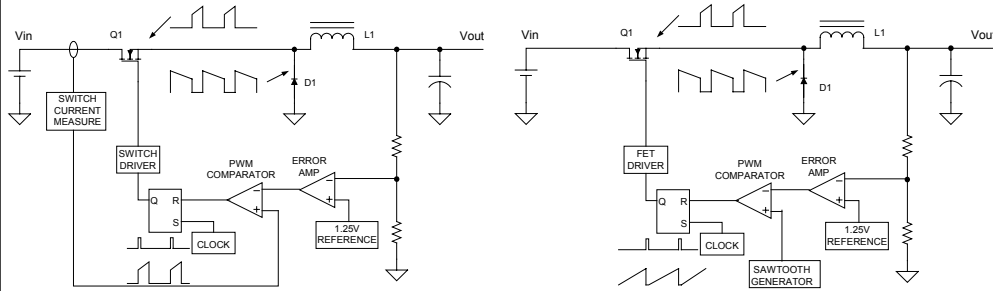 Vin
Q1
L1
Vout
D1
SWITCH
CURRENT
MEASURE
SWITCH
DRIVER
PWM
COMPARATOR
ERROR
AMP
Q
R
S
−
+
−
+
CLOCK
1.25V
REFERENCE
Vin
Q1
L1
Vout
D1
FET
DRIVER
PWM
COMPARATOR
ERROR
AMP
Q
R
S
−
+
−
+
CLOCK
1.25V
REFERENCE
SAWTOOTH
GENERATOR